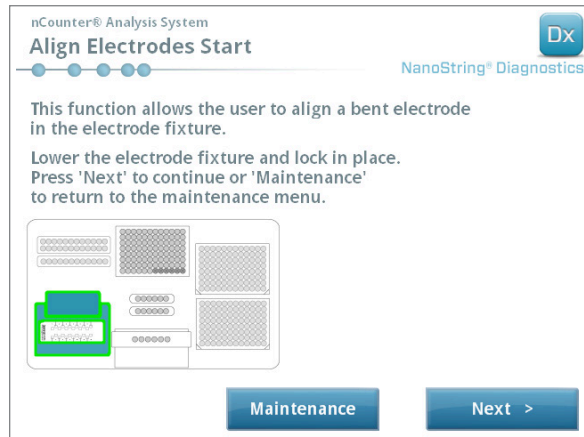 nCounter® Analysis System
Align Electrodes Start
Dx
NanoString® Diagnostics
This function allows the user to align a bent electrode
in the electrode fixture.
Lower the electrode fixture and lock in place.
Press 'Next' to continue or 'Maintenance'
to return to the maintenance menu.
Maintenance
Next >